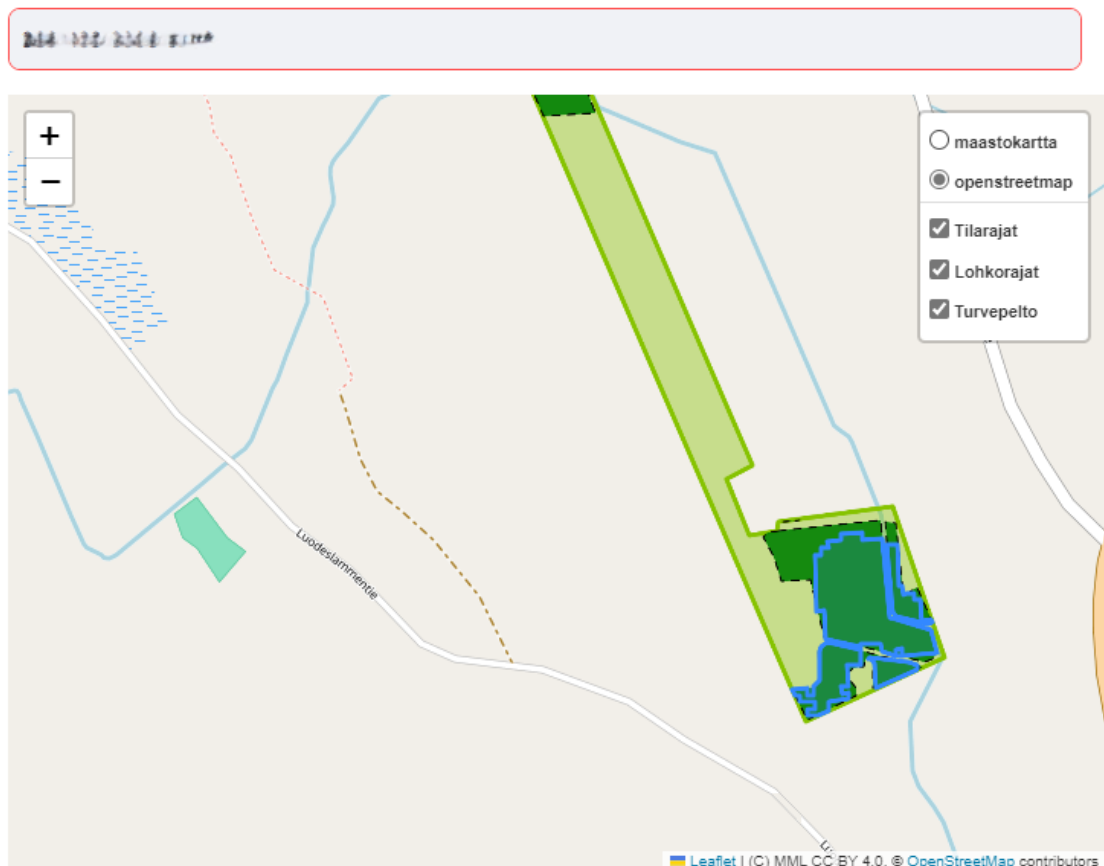 +
−
maastokartta
openstreetmap
Tilarajat
Lohkorajat
Turvepelto
Luodeslammentie
Leaflet | (C) MML CC BY 4.0, © OpenStreetMap contributors